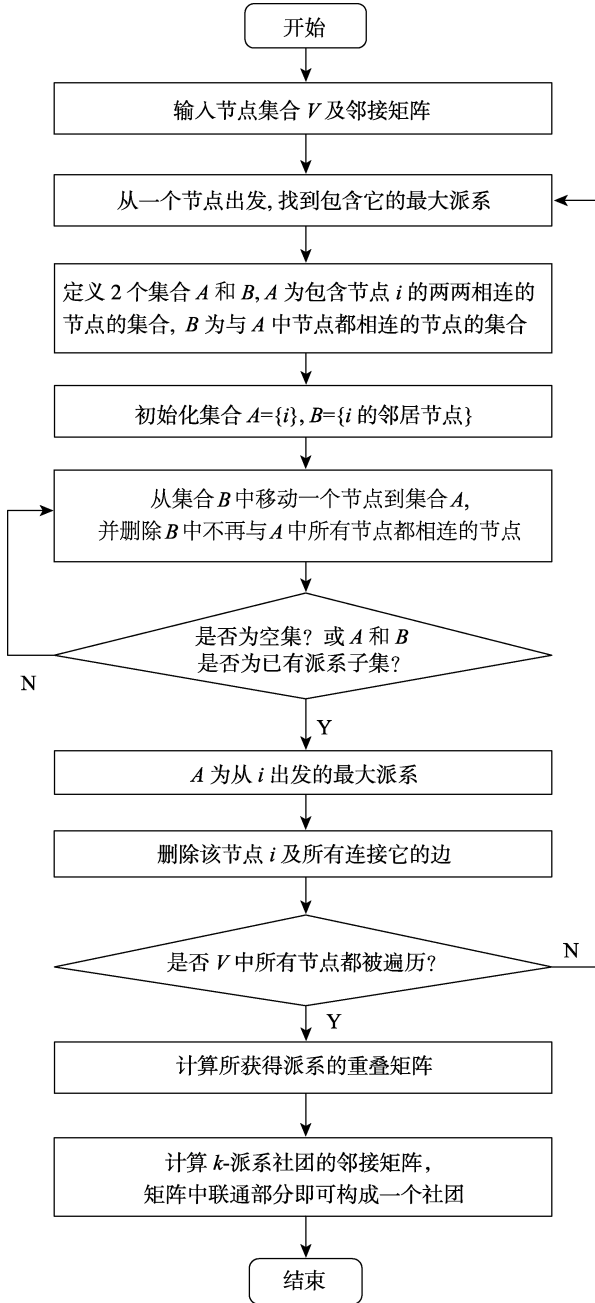 开始
输入节点集合 V 及邻接矩阵
从一个节点出发, 找到包含它的最大派系
定义 2 个集合 A 和 B, A 为包含节点 i 的两两相连的
节点的集合, B 为与 A 中节点都相连的节点的集合
初始化集合 A={i}, B={i 的邻居节点}
从集合 B 中移动一个节点到集合 A,
并删除 B 中不再与 A 中所有节点都相连的节点
是否为空集? 或 A 和 B
是否为已有派系子集?
N
Y
A 为从 i 出发的最大派系
删除该节点 i 及所有连接它的边
是否 V 中所有节点都被遍历?
N
Y
计算所获得派系的重叠矩阵
计算 k-派系社团的邻接矩阵,
矩阵中联通部分即可构成一个社团
结束